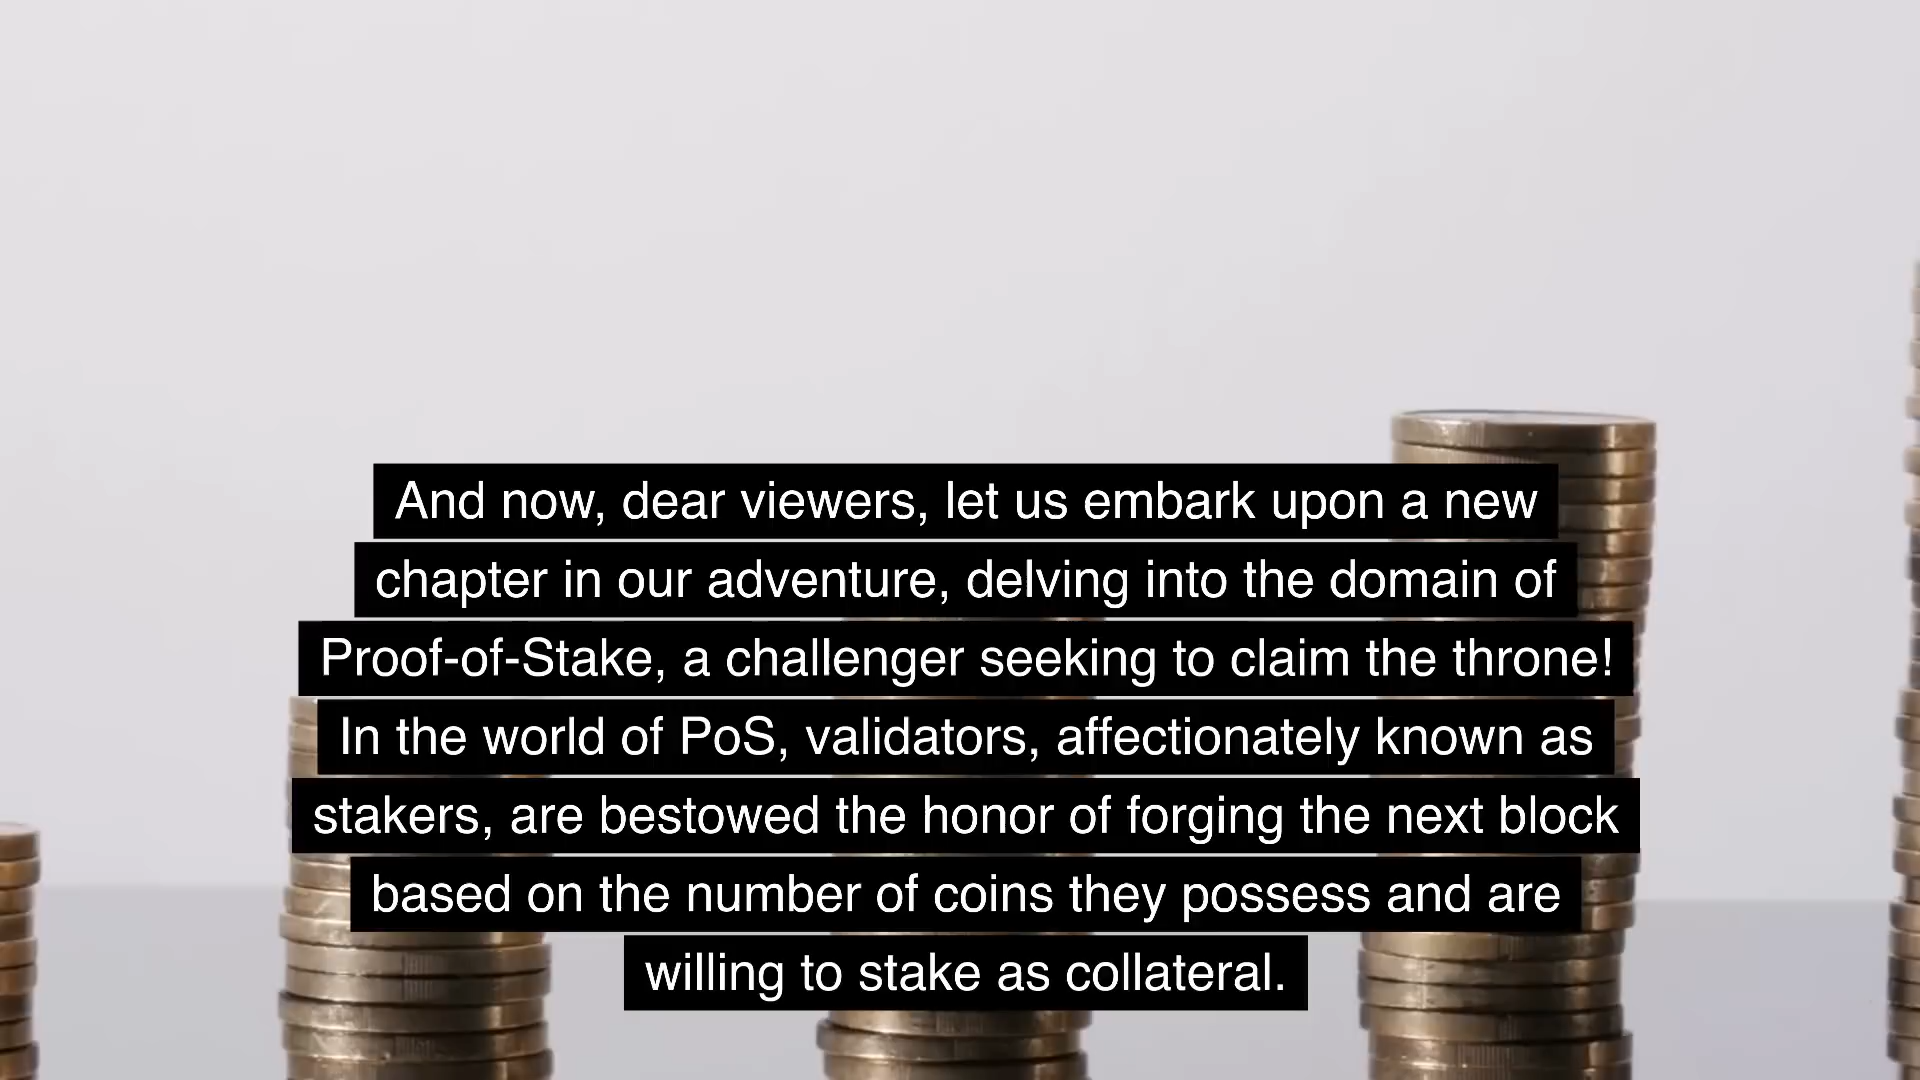 And now, dear viewers, let us embark upon a new
chapter in our adventure, delving into the domain of
Proof-of-Stake, a challenger seeking to claim the throne!
In the world of PoS, validators, affectionately known as
stakers, are bestowed the honor of forging the next block
based on the number of coins they possess and are
willing to stake as collateral.